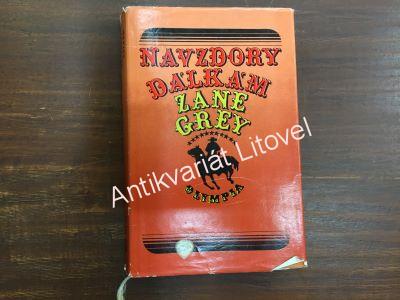 NAVZDORY
DÁLKÁM
ZANE
GREY
OLYMPIA
Antikvariát Litovel